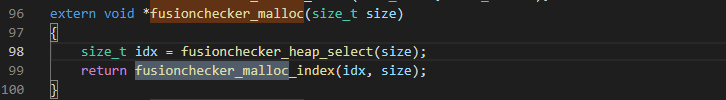 96 extern void *fusionchecker_malloc(size_t size)
97 {
98 size_t idx = fusionchecker_heap_select(size);
99 return fusionchecker_malloc_index(idx, size);
100 }